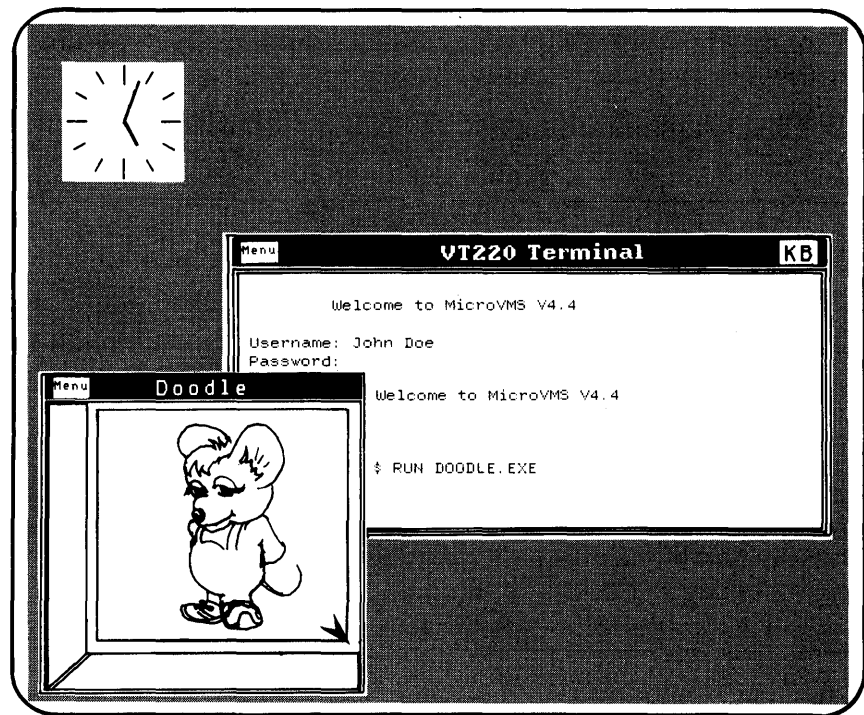 Menu VT220 Terminal KB
Welcome to MicroVMS V4.4
Username: John Doe
Password:
Welcome to MicroVMS V4.4
$ RUN DOODLE.EXE
Menu Doodle